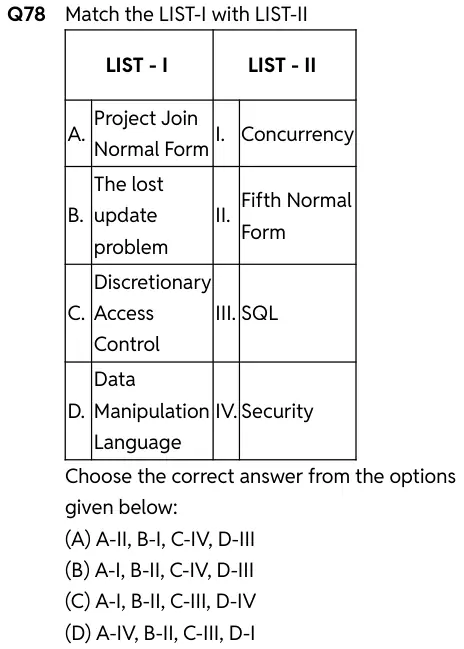 Q78 Match the LIST-I with LIST-II
LIST - I LIST - II
A. Project Join Normal Form I. Concurrency
B. The lost update problem II. Fifth Normal Form
C. Discretionary Access Control III. SQL
D. Data Manipulation Language IV. Security
Choose the correct answer from the options
given below:
(A) A-II, B-I, C-IV, D-III
(B) A-I, B-II, C-IV, D-III
(C) A-I, B-II, C-III, D-IV
(D) A-IV, B-II, C-III, D-I